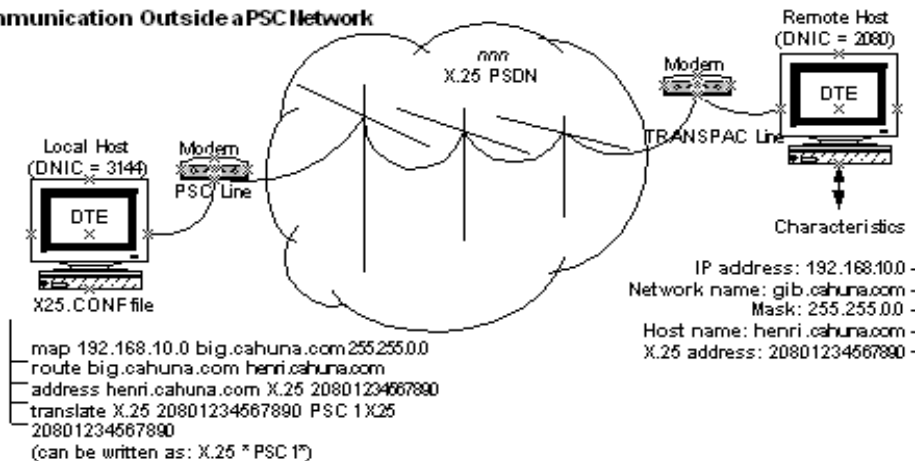 mmunication Outside a PSC Network
Remote Host
(DNIC = 2080)
Modem
X.25 PSDN
DTE
TRANSPAC Line
Local Host
(DNIC = 3144)
Modem
PSC Line
DTE
Characteristics
X25.CONF file
IP address: 192.168.10.0
Network name: gib.cahuna.com
Mask: 255.255.0.0
Host name: henri.cahuna.com
X.25 address: 20801234567890
map 192.168.10.0 big.cahuna.com 255.255.0.0
route big.cahuna.com henri.cahuna.com
address henri.cahuna.com X.25 20801234567890
translate X.25 20801234567890 PSC 1 X25
20801234567890
(can be written as: X.25 * PSC 1*)